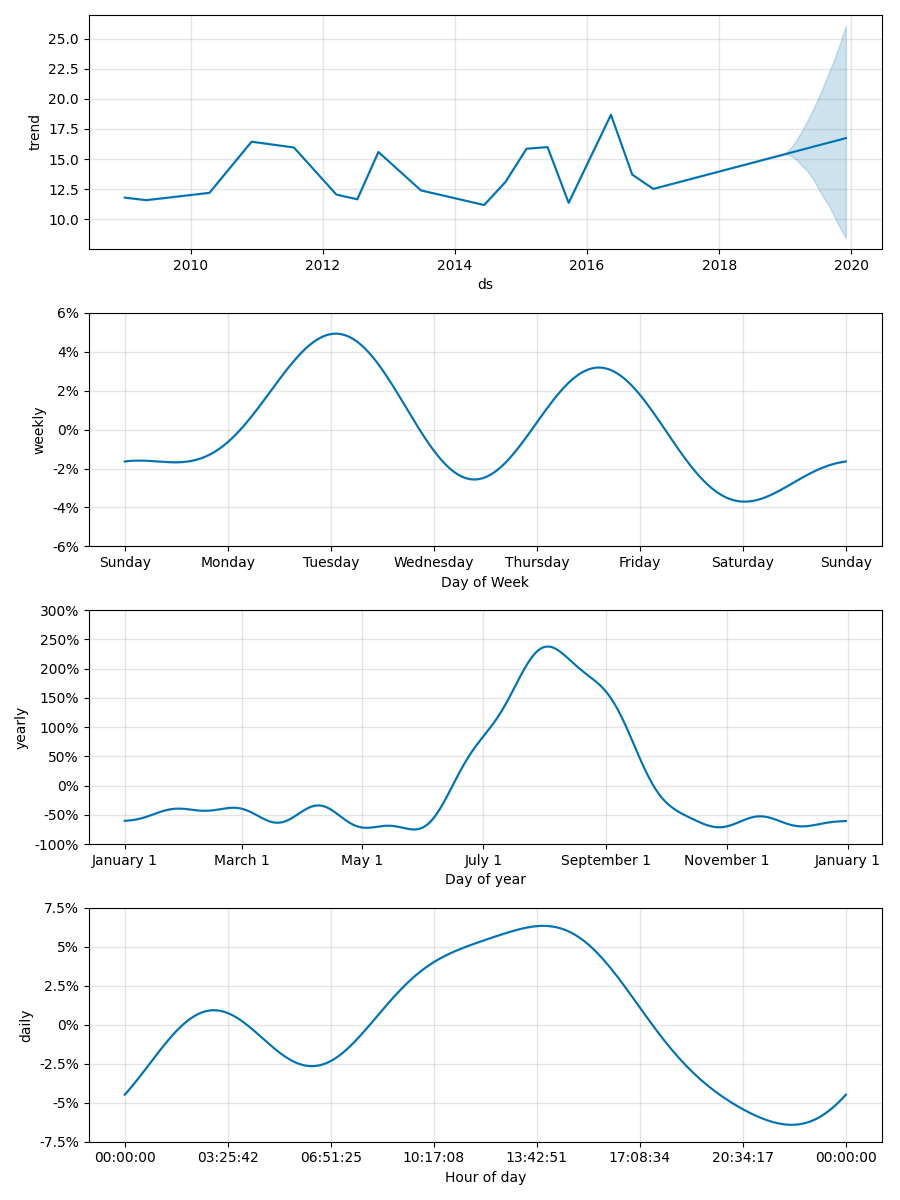 25.0
22.5
20.0
17.5
15.0
12.5
10.0
trend
2010 2012 2014 2016 2018 2020
ds
6%
4%
2%
0%
-2%
-4%
-6%
weekly
Sunday Monday Tuesday Wednesday Thursday Friday Saturday Sunday
Day of Week
300%
250%
200%
150%
100%
50%
0%
-50%
-100%
yearly
January 1 March 1 May 1 July 1 September 1 November 1 January 1
Day of year
7.5%
5%
2.5%
0%
-2.5%
-5%
-7.5%
daily
00:00:00 03:25:42 06:51:25 10:17:08 13:42:51 17:08:34 20:34:17 00:00:00
Hour of day